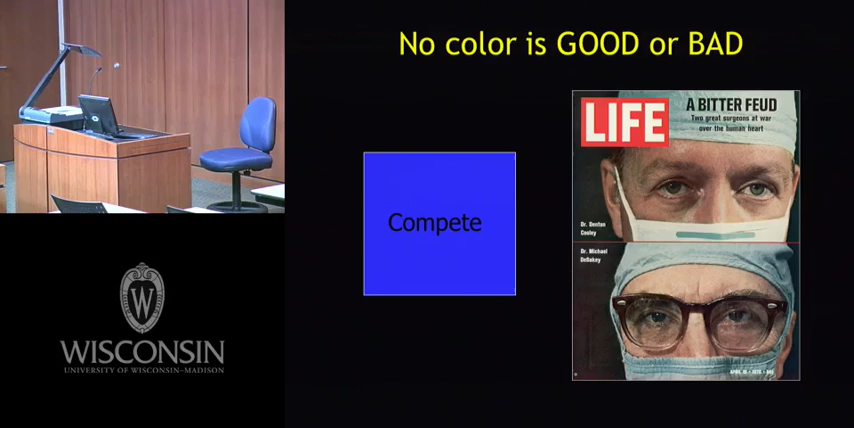 No color is GOOD or BAD
Compete
LIFE
A BITTER FEUD
Two great surgeons at war
over the human heart
Dr. Denton
Cooley
Dr. Michael
DeBakey
W
WISCONSIN
UNIVERSITY OF WISCONSIN–MADISON